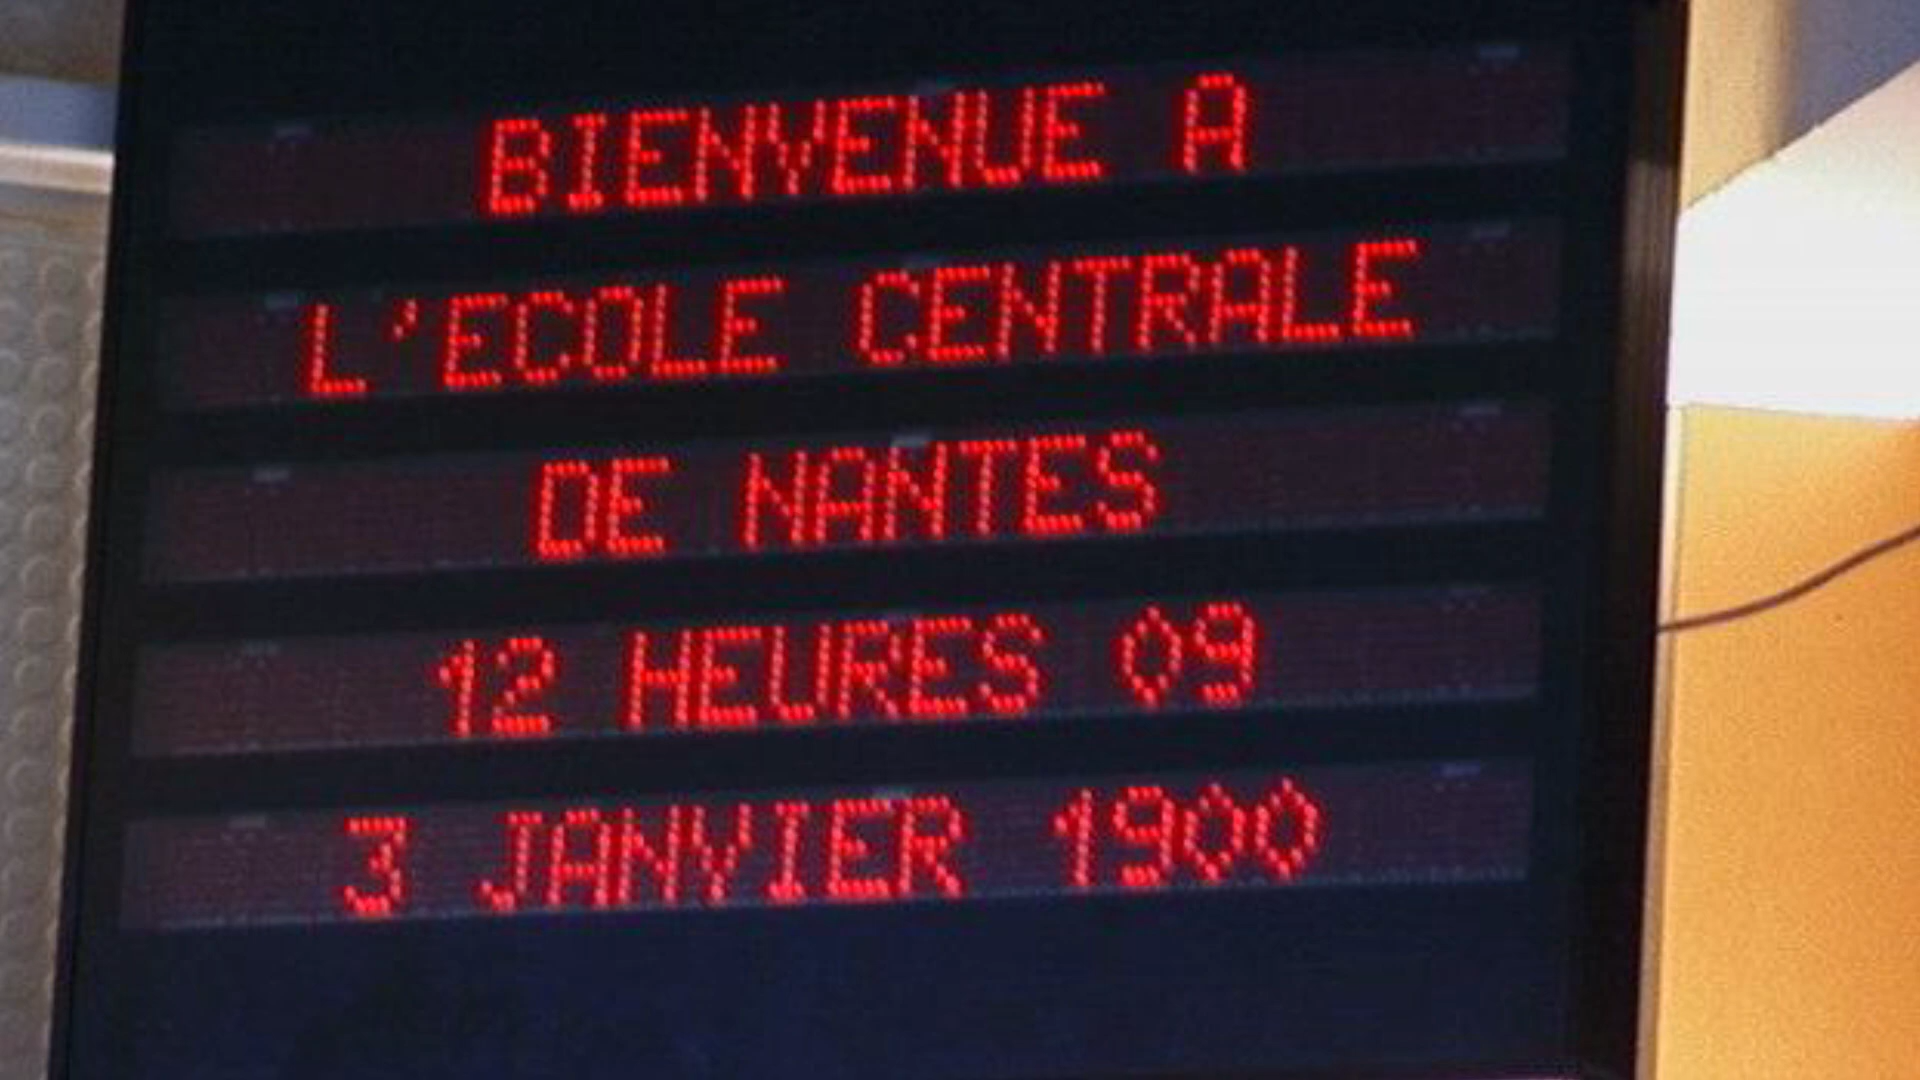 BIENVENUE A
L'ECOLE CENTRALE
DE NANTES
12 HEURES 09
3 JANVIER 1900